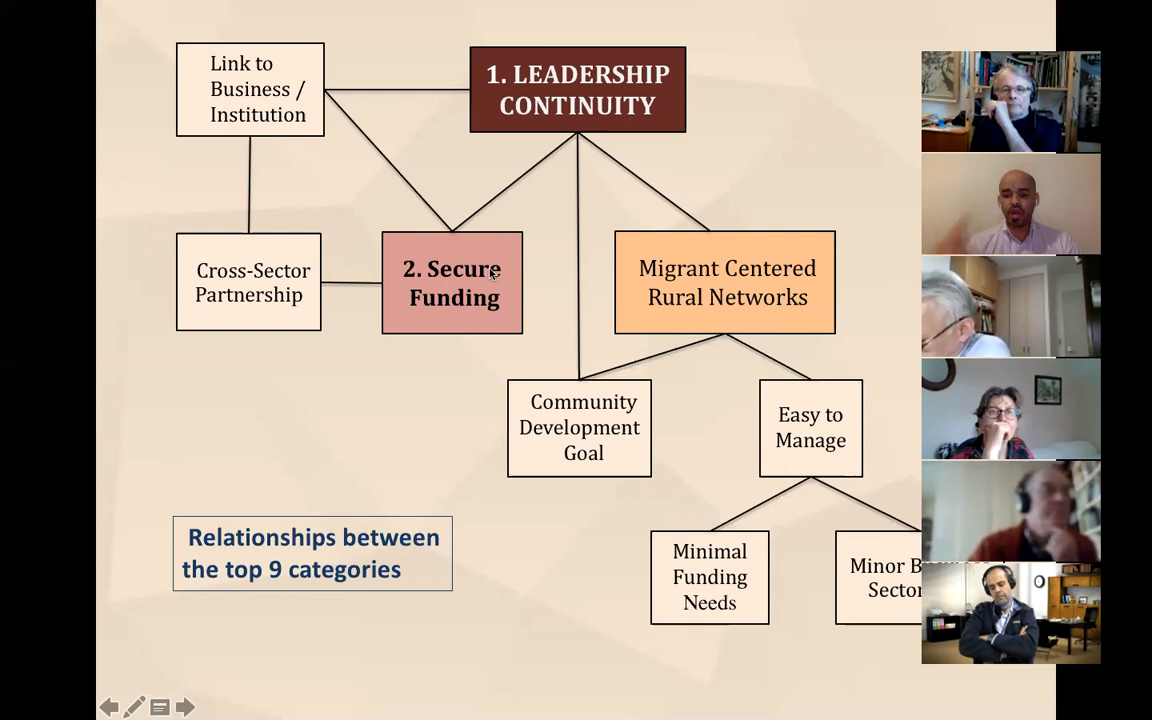 Link to
Business /
Institution
1. LEADERSHIP
CONTINUITY
Cross-Sector
Partnership
2. Secure
Funding
Migrant Centered
Rural Networks
Community
Development
Goal
Easy to
Manage
Relationships between
the top 9 categories
Minimal
Funding
Needs
Minor